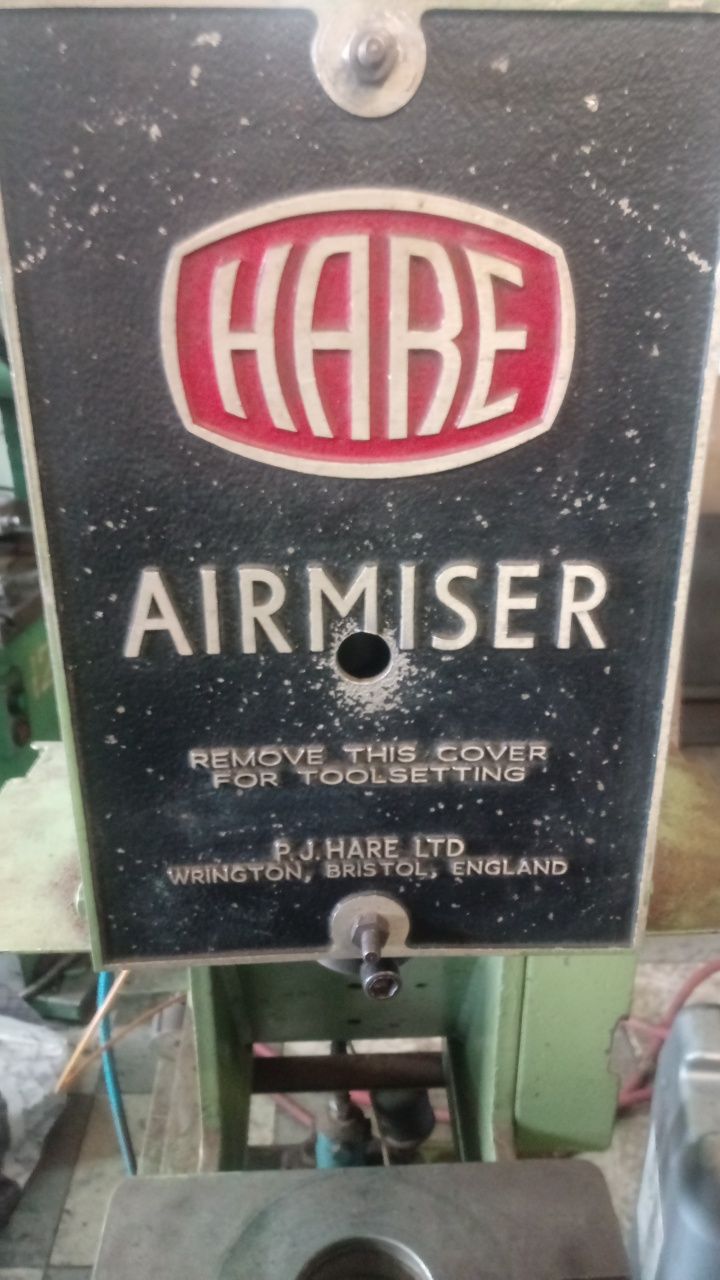 HARE
AIRMISER
REMOVE THIS COVER
FOR TOOLSETTING
P.J. HARE LTD
WRINGTON, BRISTOL, ENGLAND